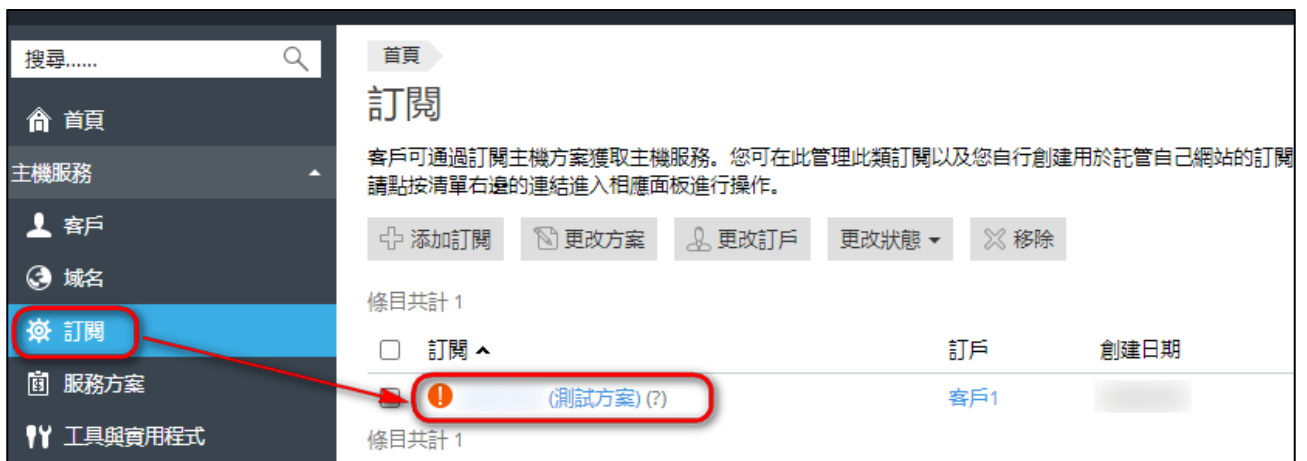 搜尋......
首頁
主機服務
客戶
域名
訂閱
服務方案
工具與實用程式
首頁
訂閱
客戶可通過訂閱主機方案獲取主機服務。您可在此管理此類訂閱以及您自行創建用於託管自己網站的訂閱
請點按清單右邊的連結進入相應面板進行操作。
添加訂閱 更改方案 更改訂戶 更改狀態 移除
條目共計 1
訂閱 訂戶 創建日期
(測試方案) (?) 客戶1
條目共計 1